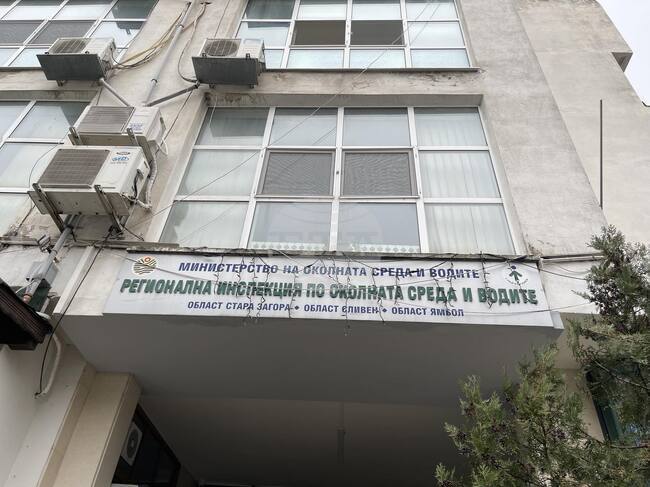 МИНИСТЕРСТВО НА ОКОЛНАТА СРЕДА И ВОДИТЕ
РЕГИОНАЛНА ИНСПЕКЦИЯ ПО ОКОЛНАТА СРЕДА И ВОДИТЕ
ОБЛАСТ СТАРА ЗАГОРА • ОБЛАСТ СЛИВЕН • ОБЛАСТ ЯМБОЛ